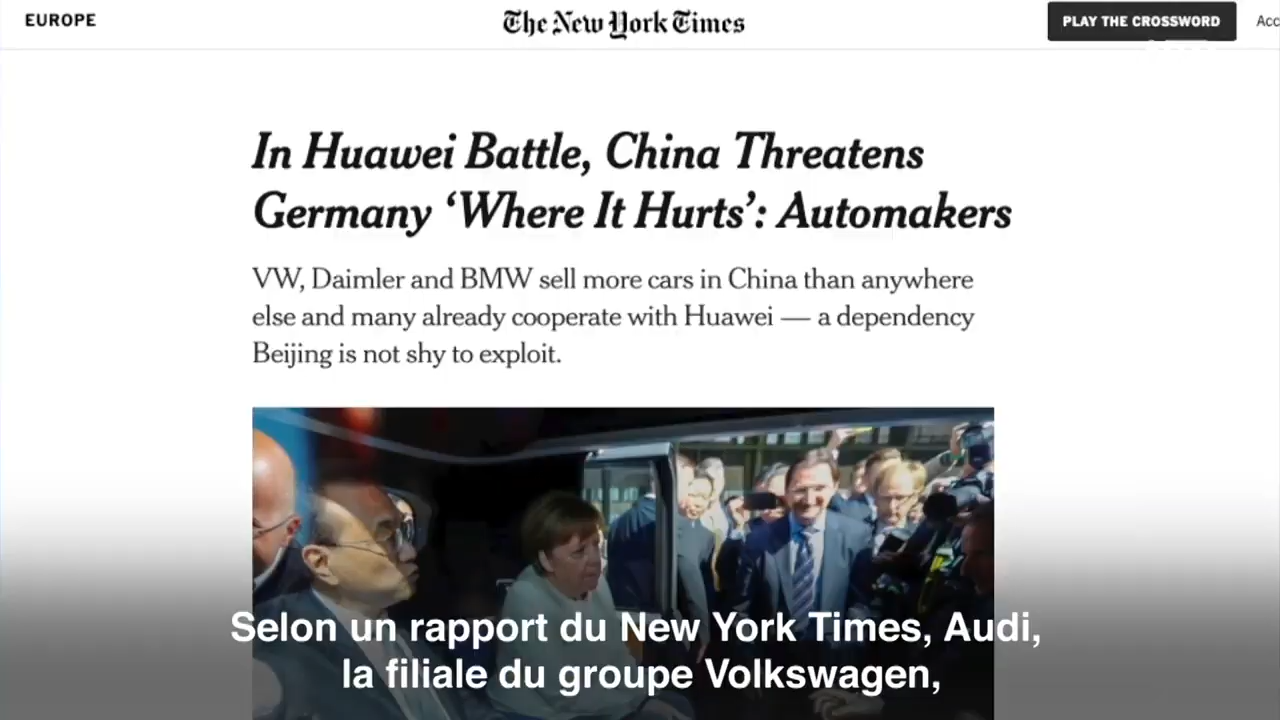 EUROPE
The New York Times
PLAY THE CROSSWORD
Acc
In Huawei Battle, China Threatens
Germany ‘Where It Hurts’: Automakers
VW, Daimler and BMW sell more cars in China than anywhere
else and many already cooperate with Huawei — a dependency
Beijing is not shy to exploit.
Selon un rapport du New York Times, Audi,
la filiale du groupe Volkswagen,